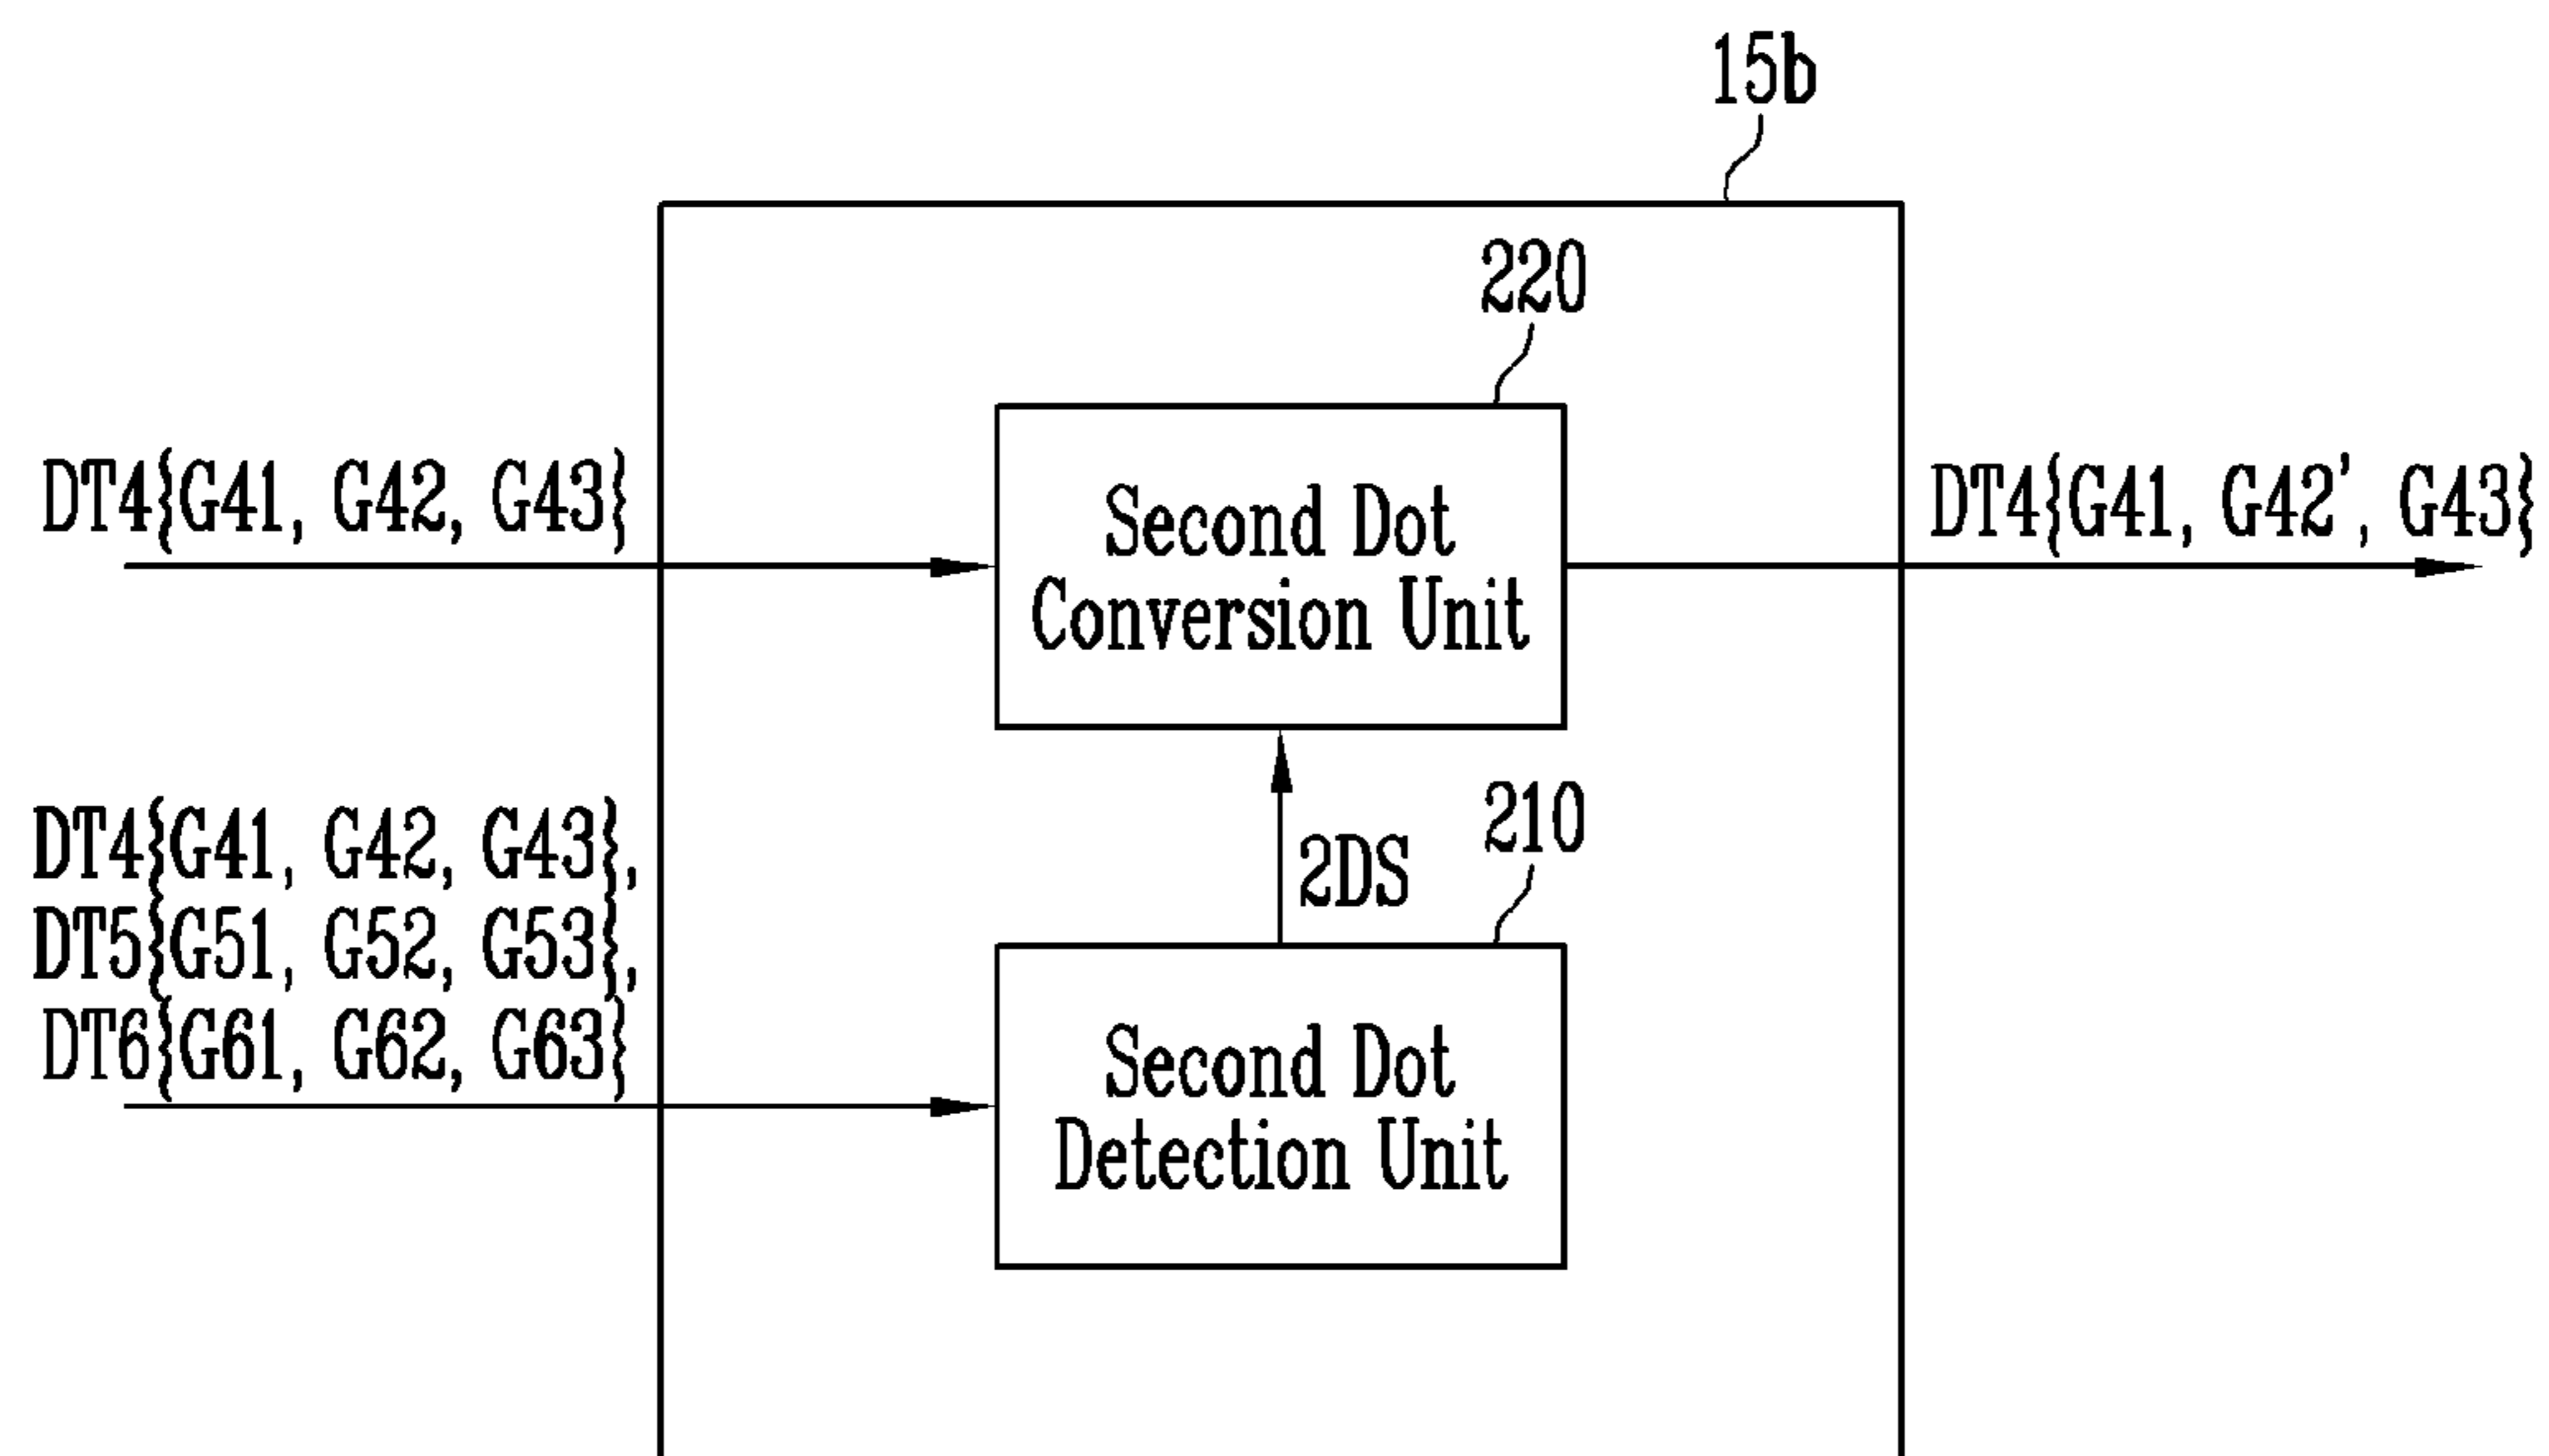 15b
220
DT4{G41, G42, G43}
Second Dot
Conversion Unit
DT4{G41, G42', G43}
2DS
210
DT4{G41, G42, G43},
DT5{G51, G52, G53},
DT6{G61, G62, G63}
Second Dot
Detection Unit